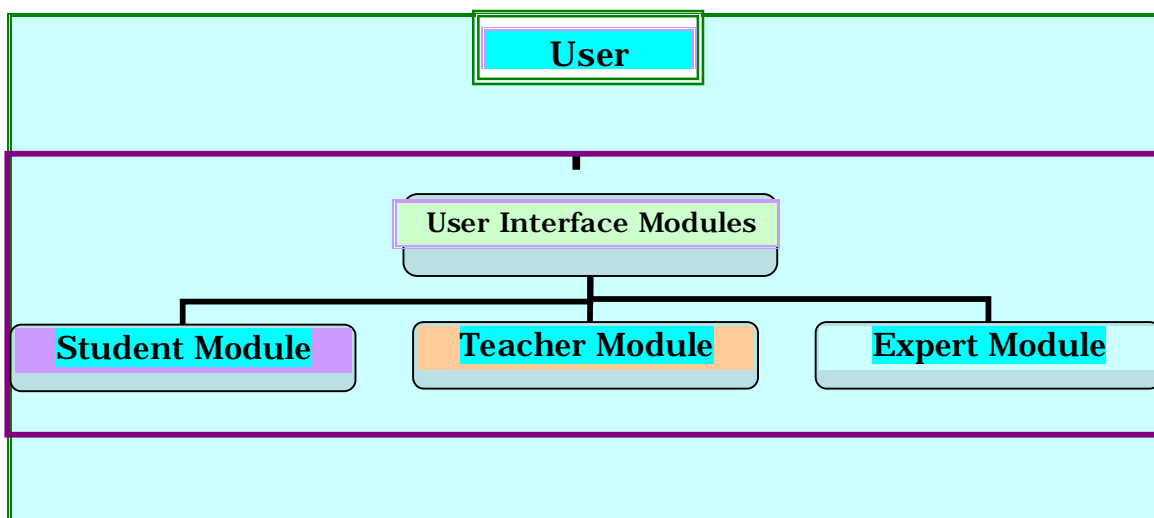 User
User Interface Modules
Student Module
Teacher Module
Expert Module